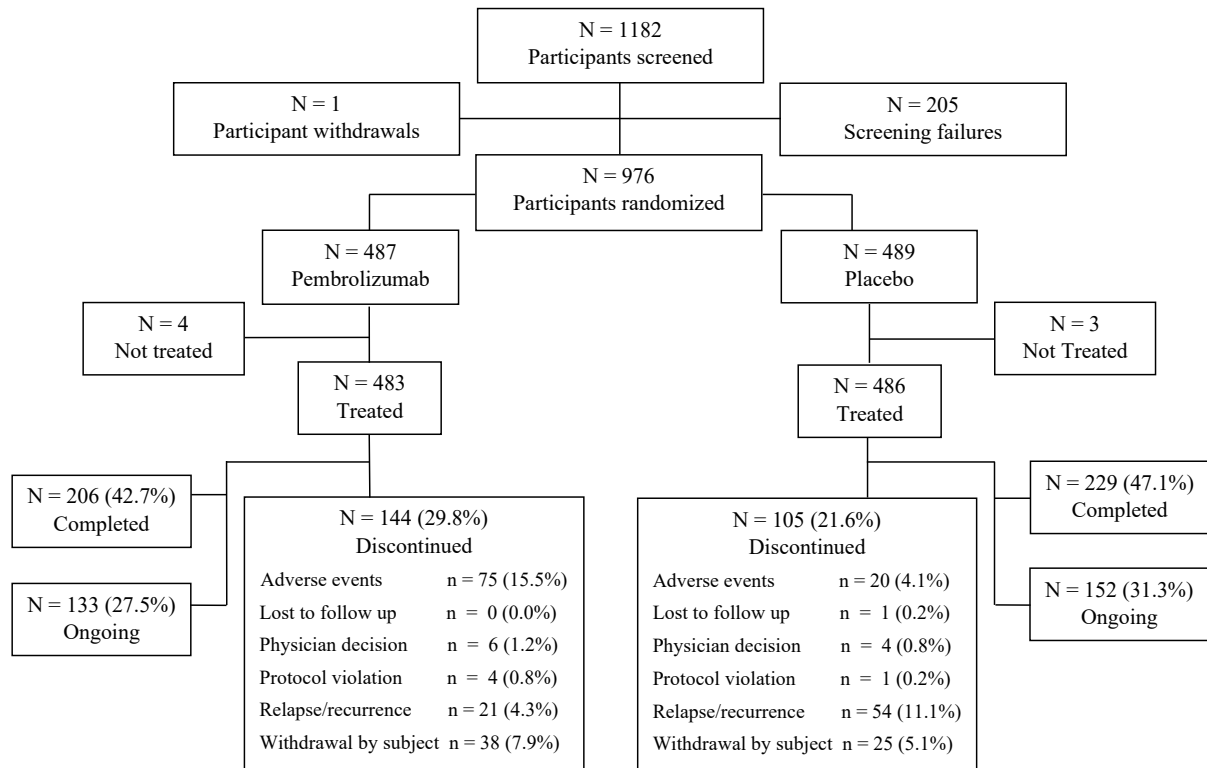 N = 1182
Participants screened
N = 1
Participant withdrawals
N = 205
Screening failures
N = 976
Participants randomized
N = 487
Pembrolizumab
N = 489
Placebo
N = 4
Not treated
N = 3
Not Treated
N = 483
Treated
N = 486
Treated
N = 206 (42.7%)
Completed
N = 133 (27.5%)
Ongoing
N = 144 (29.8%)
Discontinued
Adverse events n = 75 (15.5%)
Lost to follow up n = 0 (0.0%)
Physician decision n = 6 (1.2%)
Protocol violation n = 4 (0.8%)
Relapse/recurrence n = 21 (4.3%)
Withdrawal by subject n = 38 (7.9%)
N = 105 (21.6%)
Discontinued
Adverse events n = 20 (4.1%)
Lost to follow up n = 1 (0.2%)
Physician decision n = 4 (0.8%)
Protocol violation n = 1 (0.2%)
Relapse/recurrence n = 54 (11.1%)
Withdrawal by subject n = 25 (5.1%)
N = 229 (47.1%)
Completed
N = 152 (31.3%)
Ongoing